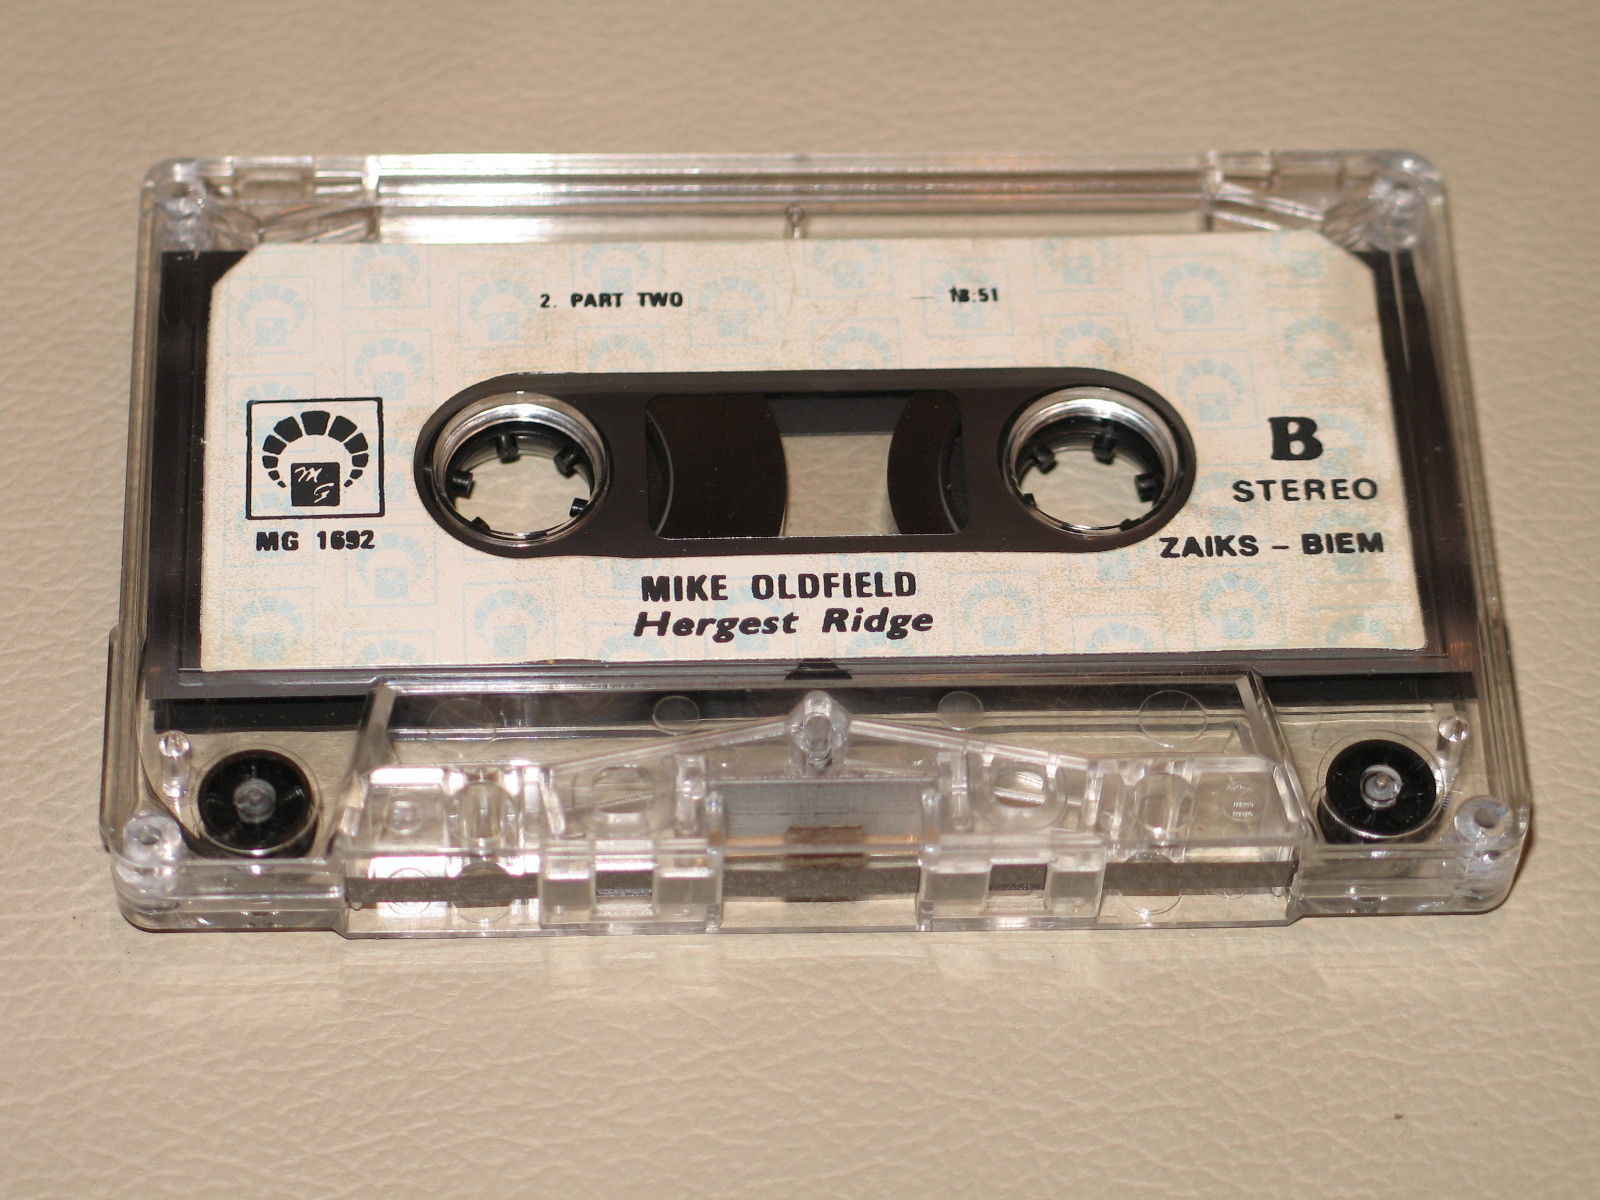 2. PART TWO 18:51
M G
MG 1692
B
STEREO
ZAIKS – BIEM
MIKE OLDFIELD
Hergest Ridge